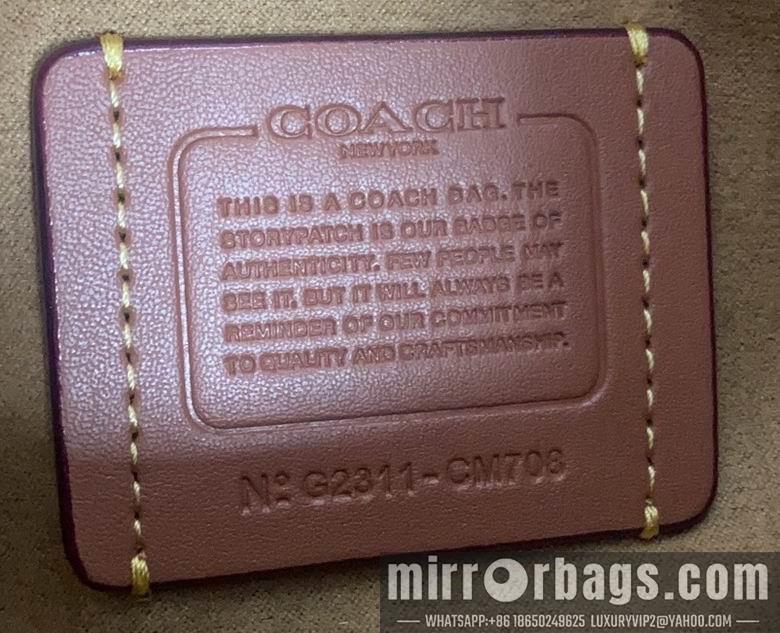 COACH
NEW YORK
THIS IS A COACH BAG. THE
STORYPATCH IS OUR BADGE OF
AUTHENTICITY. FEW PEOPLE MAY
SEE IT. BUT IT WILL ALWAYS BE A
REMINDER OF OUR COMMITMENT
TO QUALITY AND CRAFTSMANSHIP.
Nº G2311-CM708
mirrorbags.com
WHATSAPP:+86 18650249625 LUXURYVIP2@YAHOO.COM